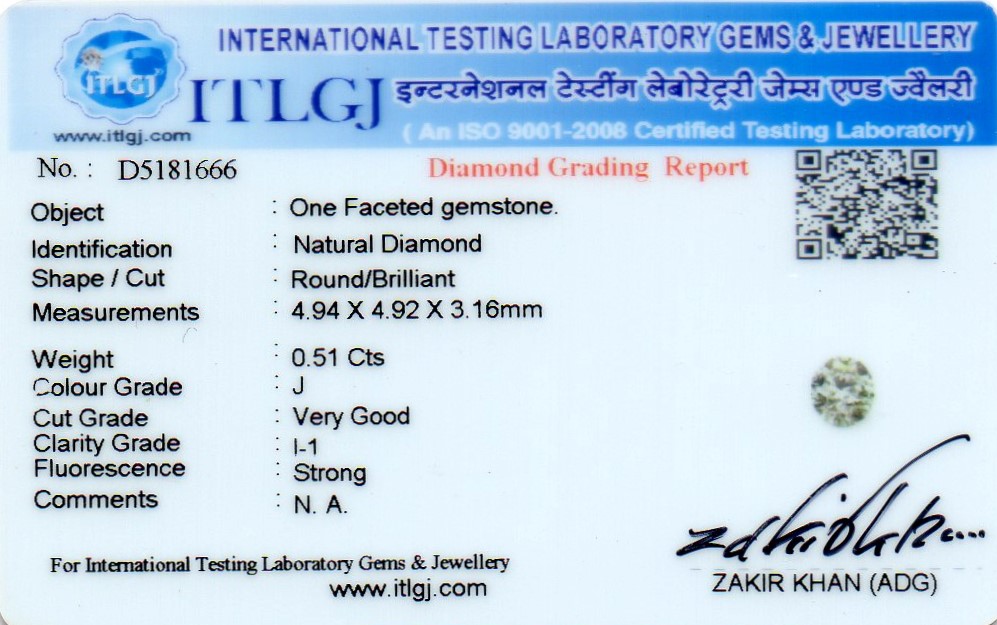 INTERNATIONAL TESTING LABORATORY GEMS & JEWELLERY
ITLGJ
ITLGJ
इन्टरनेशनल टेस्टींग लेबोरेट्ररी जेम्स एण्ड ज्वैलरी
www.itlgj.com
( An ISO 9001-2008 Certified Testing Laboratory)
No. : D5181666
Diamond Grading Report
Object : One Faceted gemstone.
Identification : Natural Diamond
Shape / Cut : Round/Brilliant
Measurements : 4.94 X 4.92 X 3.16mm
Weight : 0.51 Cts
Colour Grade : J
Cut Grade : Very Good
Clarity Grade : I-1
Fluorescence : Strong
Comments : N. A.
For International Testing Laboratory Gems & Jewellery
www.itlgj.com
ZAKIR KHAN (ADG)